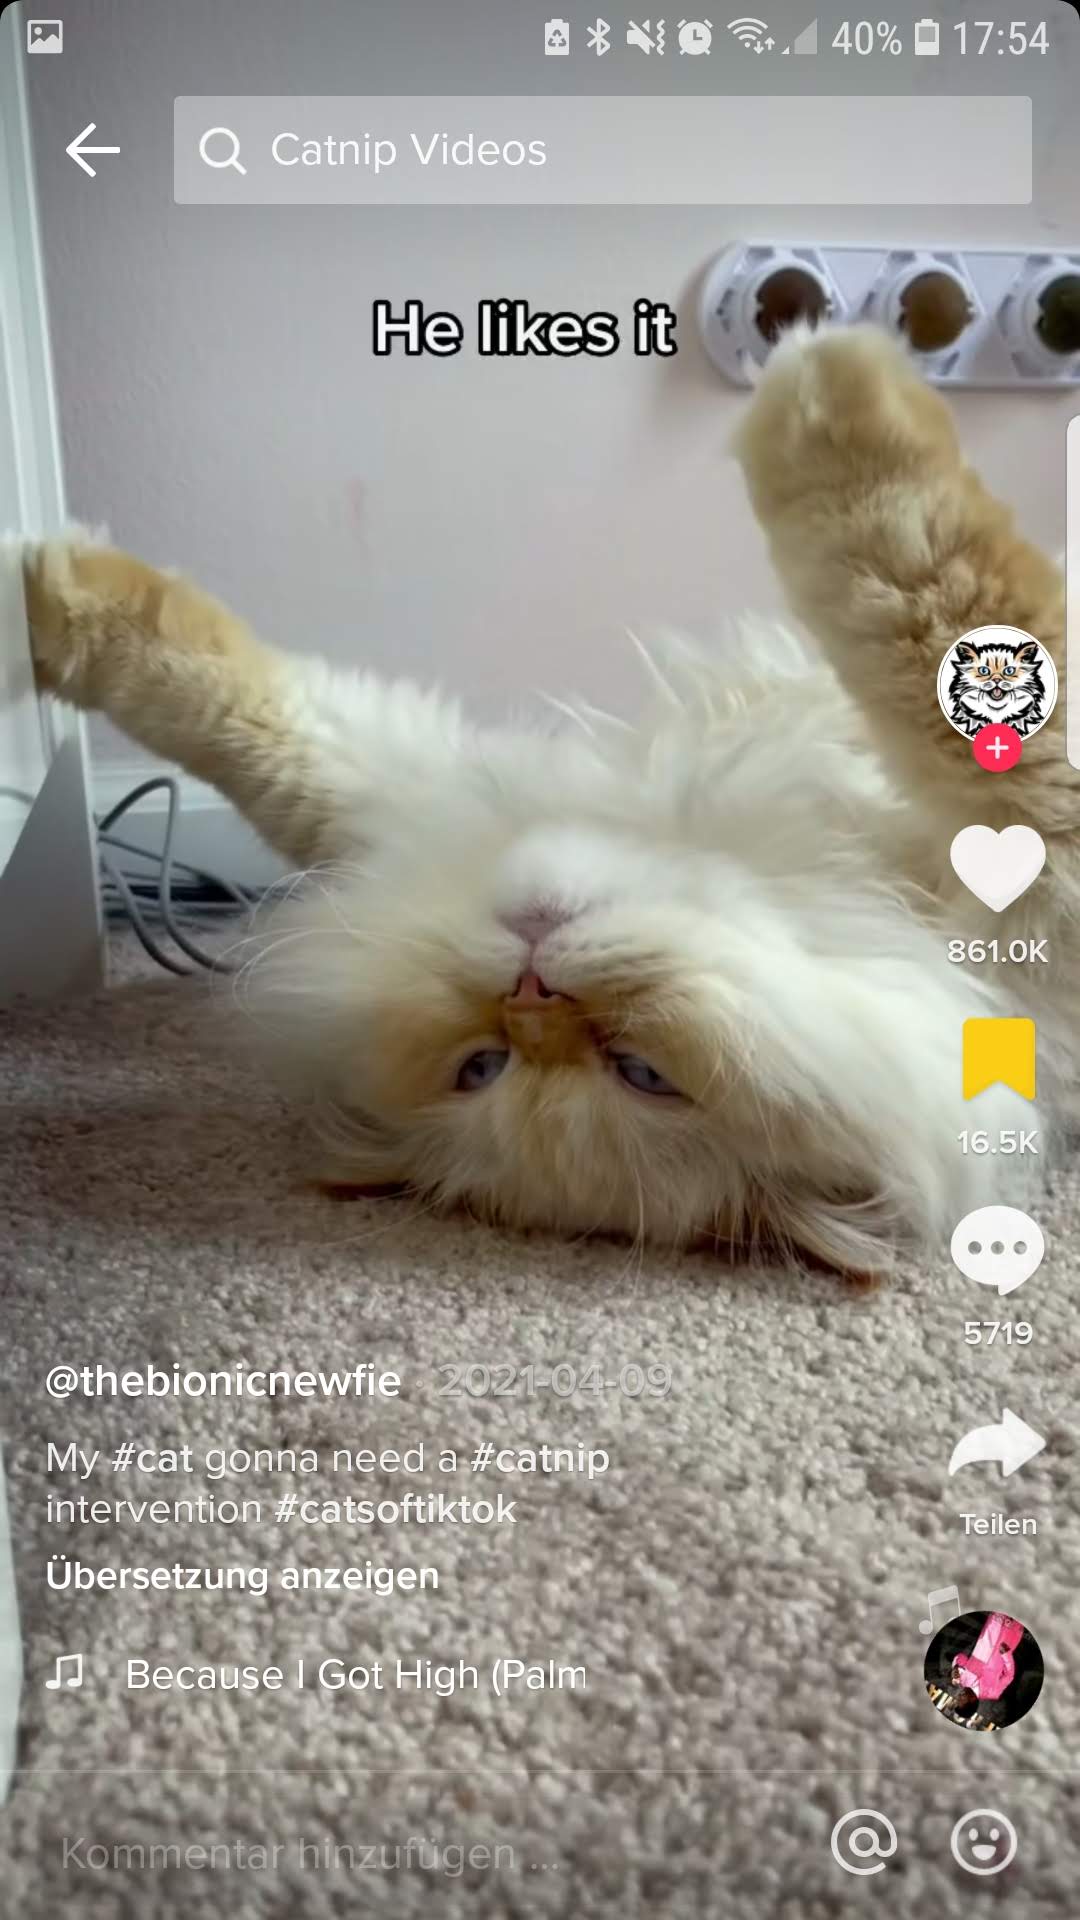 40% 17:54
Catnip Videos
He likes it
861.0K
16.5K
5719
@thebionicnewfie · 2021-04-09
My #cat gonna need a #catnip
intervention #catsoftiktok
Teilen
Übersetzung anzeigen
Because I Got High (Palm
Kommentar hinzufügen ...